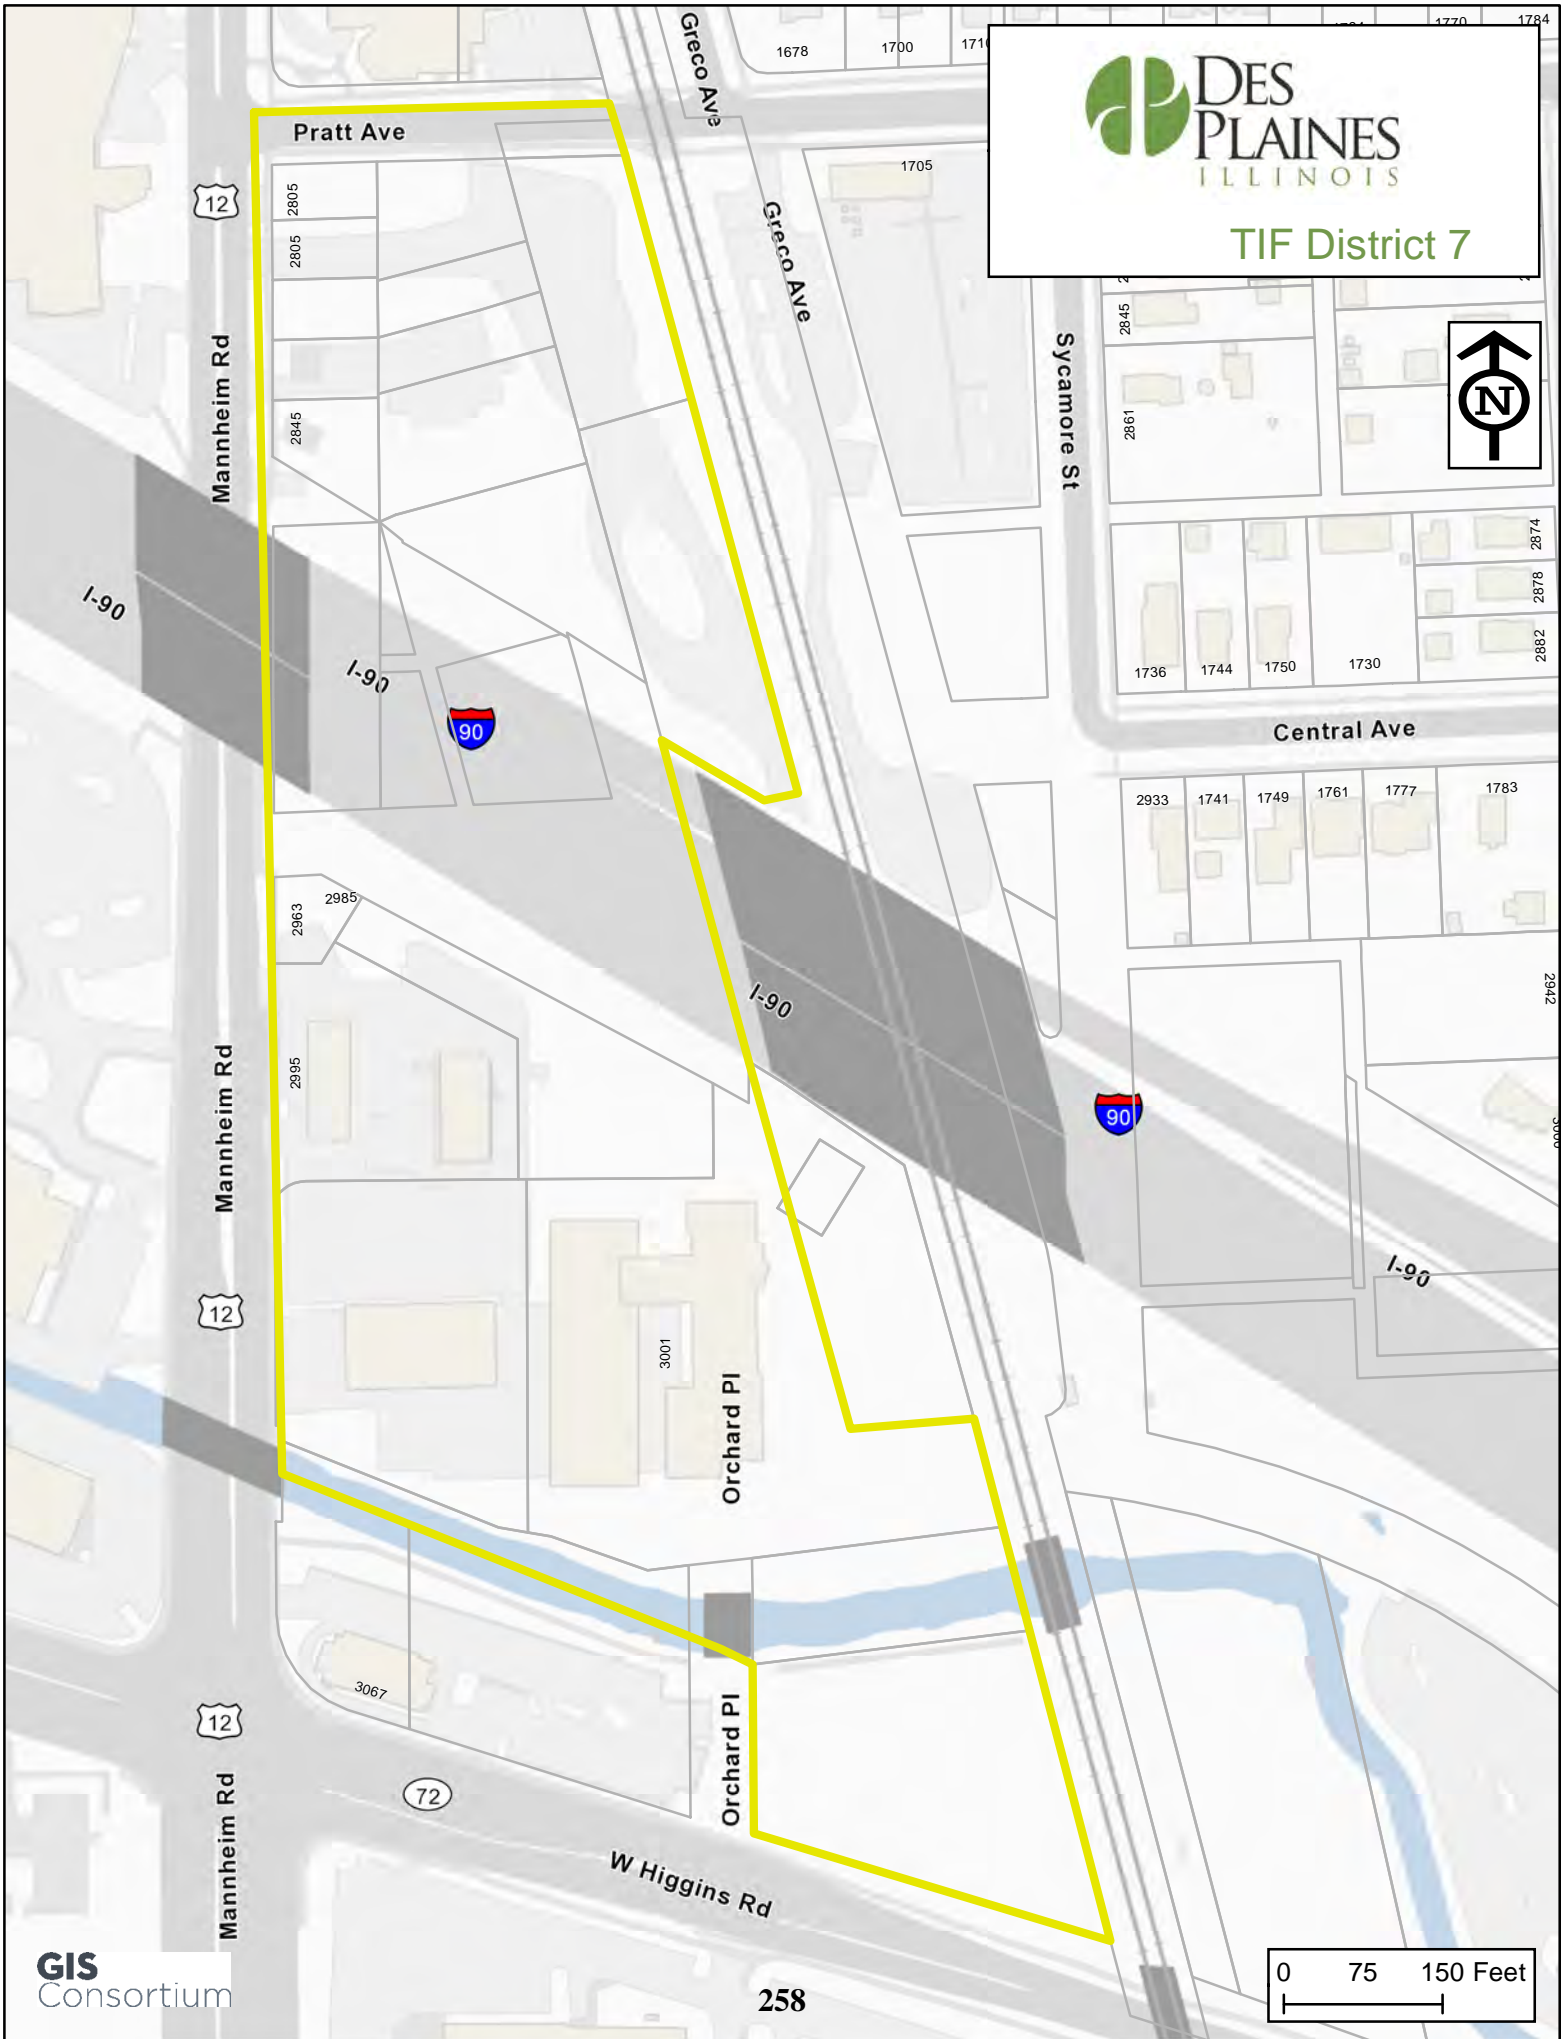 1678
1700
1770
1784
Greco Ave
DES
PLAINES
ILLINOIS
TIF District 7
Pratt Ave
1705
12
2805
2805
Greco Ave
2845
Mannheim Rd
Sycamore St
N
2845
2861
2874
2878
2882
I-90
I-90
90
1736
1744
1750
1730
Central Ave
2933
1741
1749
1761
1777
1783
2963
2985
2942
I-90
Mannheim Rd
2995
90
I-90
12
3001
Orchard Pl
3067
12
Orchard Pl
72
Mannheim Rd
W Higgins Rd
GIS
Consortium
258
0 75 150 Feet